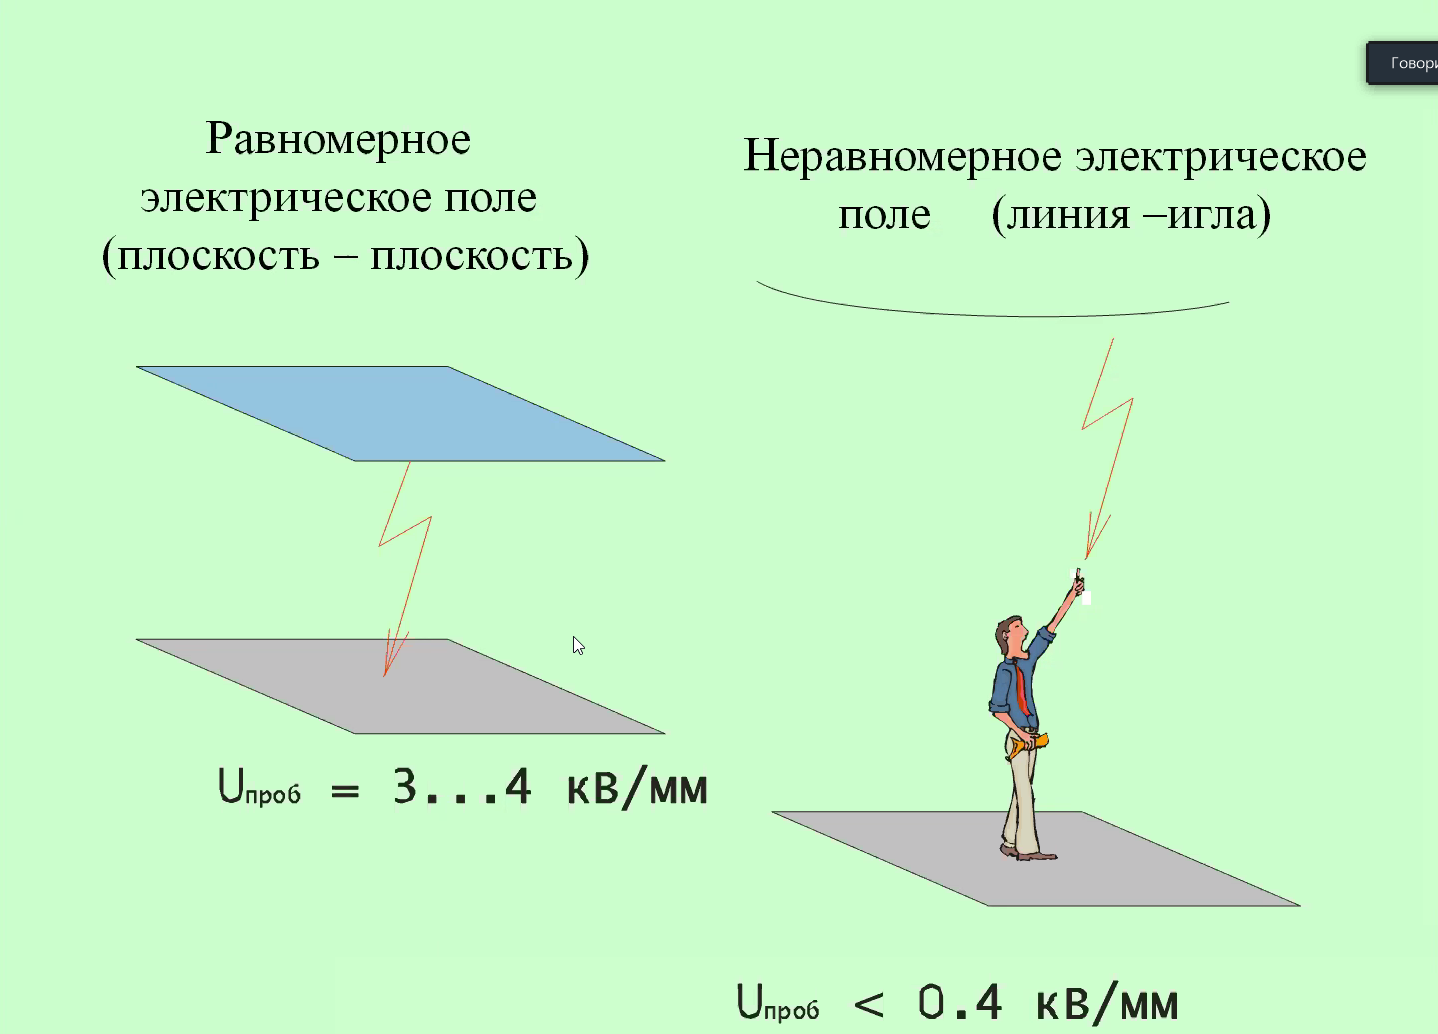 Говори
Равномерное
электрическое поле
(плоскость – плоскость)
Неравномерное электрическое
поле (линия –игла)
Uпроб = 3...4 кВ/мм
Uпроб < 0.4 кВ/мм